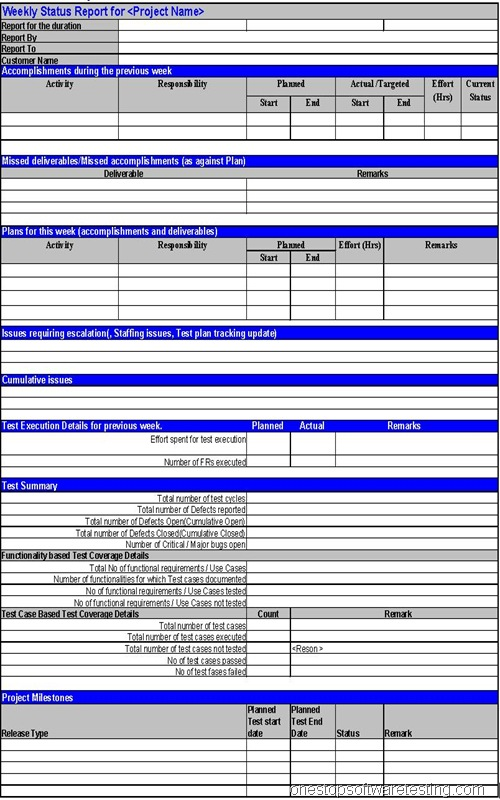 Weekly Status Report for <Project Name>
Report for the duration
Report By
Report To
Customer Name
Accomplishments during the previous week
Activity Responsibility Planned Actual /Targeted Effort (Hrs) Current Status
Start End Start End
Missed deliverables/Missed accomplishments (as against Plan)
Deliverable Remarks
Plans for this week (accomplishments and deliverables)
Activity Responsibility Planned Effort (Hrs) Remarks
Start End
Issues requiring escalation(, Staffing issues, Test plan tracking update)
Cumulative issues
Test Execution Details for previous week. Planned Actual Remarks
Effort spent for test execution
Number of FRs executed
Test Summary
Total number of test cycles
Total number of Defects reported
Total number of Defects Open(Cumulative Open)
Total number of Defects Closed(Cumulative Closed)
Number of Critical / Major bugs open
Functionality based Test Coverage Details
Total No of functional requirements / Use Cases
Number of functionalities for which Test cases documented
No of functional requirements / Use Cases tested
No of functional requirements / Use Cases not tested
Test Case Based Test Coverage Details Count Remark
Total number of test cases
Total number of test cases executed
Total number of test cases not tested <Reson>
No of test cases passed
No of test fases failed
Project Milestones
Release Type Planned Test start date Planned Test End Date Status Remark
onestopsoftwaretesting.com